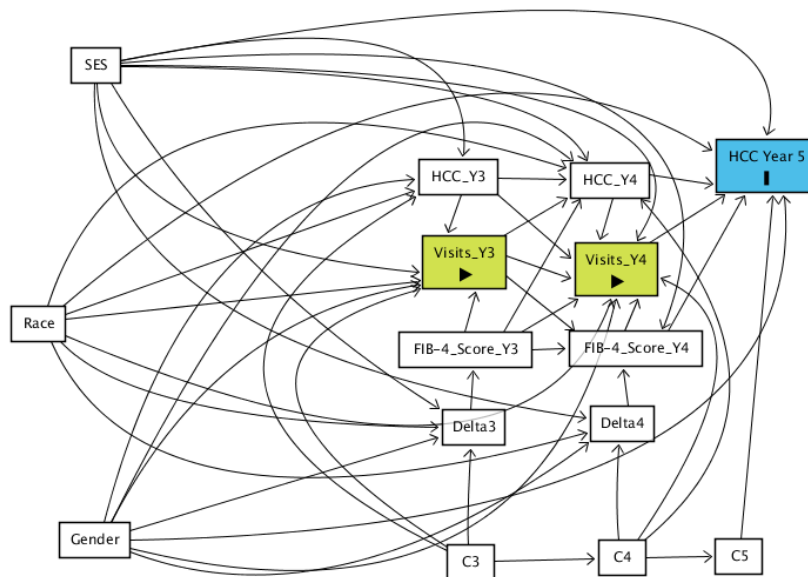 SES
HCC Year 5
HCC_Y3
HCC_Y4
Visits_Y3
Visits_Y4
Race
FIB-4_Score_Y3
FIB-4_Score_Y4
Delta3
Delta4
Gender
C3
C4
C5